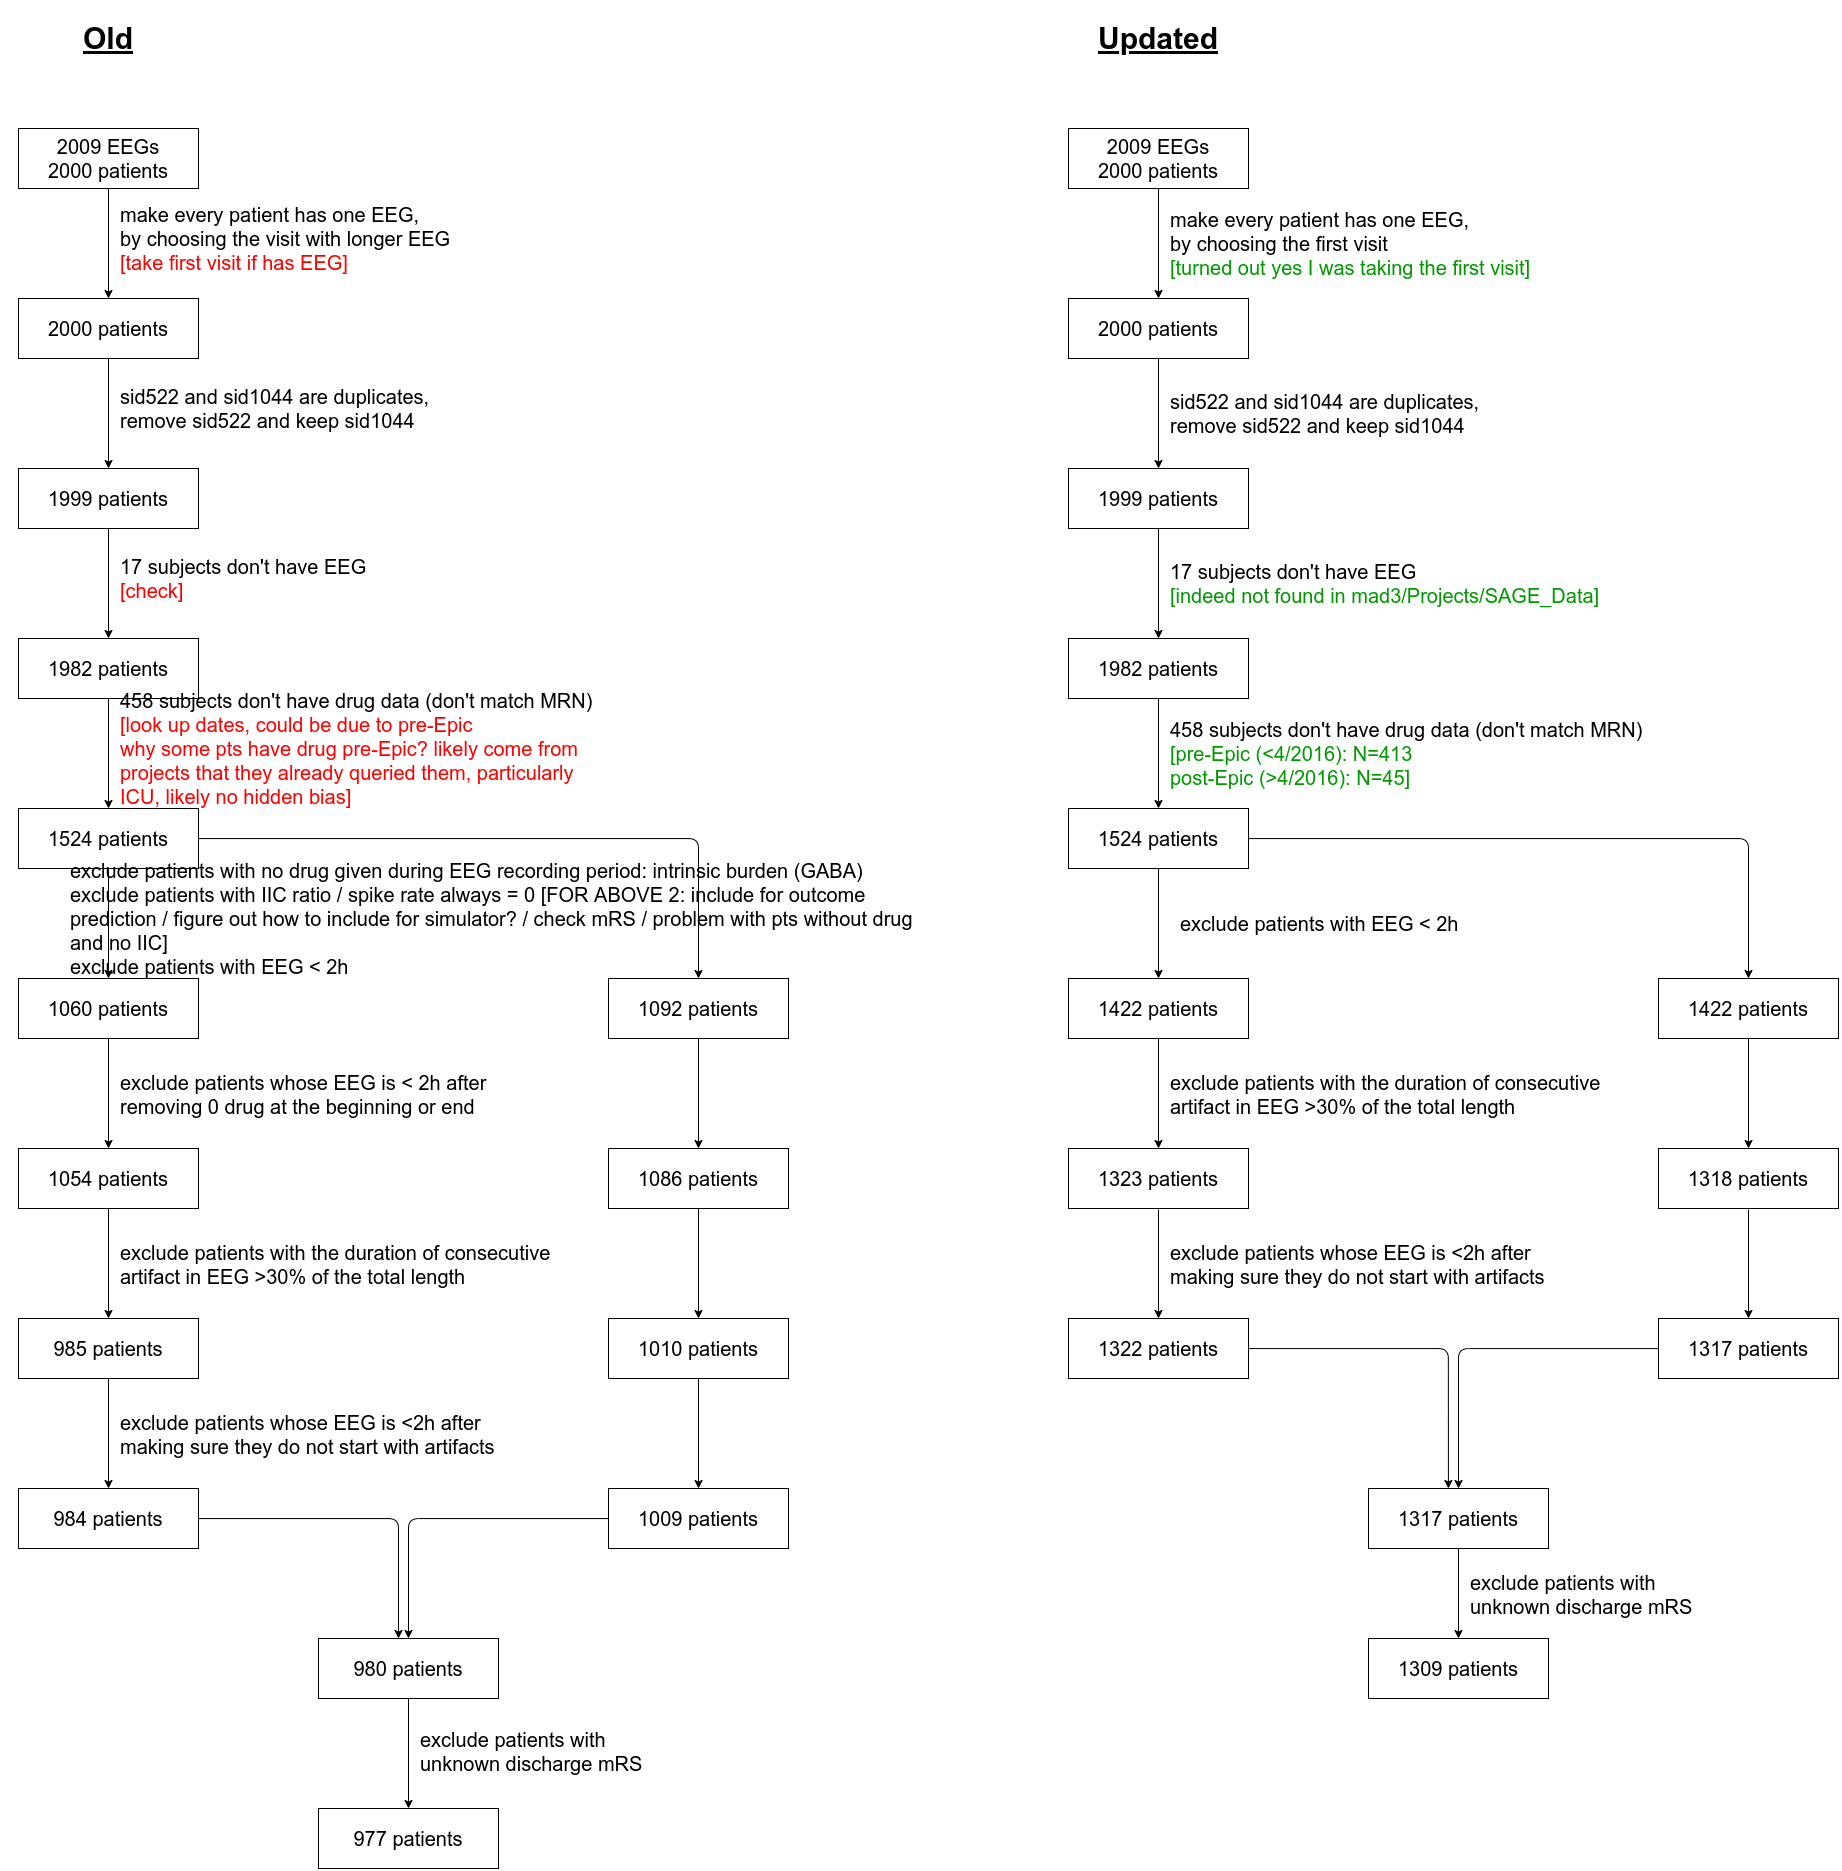 Old
2009 EEGs
2000 patients
make every patient has one EEG,
by choosing the visit with longer EEG
[take first visit if has EEG]
2000 patients
sid522 and sid1044 are duplicates,
remove sid522 and keep sid1044
1999 patients
17 subjects don't have EEG
[check]
1982 patients
458 subjects don't have drug data (don't match MRN)
[look up dates, could be due to pre-Epic
why some pts have drug pre-Epic? likely come from
projects that they already queried them, particularly
ICU, likely no hidden bias]
1524 patients
exclude patients with no drug given during EEG recording period: intrinsic burden (GABA)
exclude patients with IIC ratio / spike rate always = 0 [FOR ABOVE 2: include for outcome
prediction / figure out how to include for simulator? / check mRS / problem with pts without drug
and no IIC]
exclude patients with EEG < 2h
1060 patients
1092 patients
exclude patients whose EEG is < 2h after
removing 0 drug at the beginning or end
1054 patients
1086 patients
exclude patients with the duration of consecutive
artifact in EEG >30% of the total length
985 patients
1010 patients
exclude patients whose EEG is <2h after
making sure they do not start with artifacts
984 patients
1009 patients
980 patients
exclude patients with
unknown discharge mRS
977 patients
Updated
2009 EEGs
2000 patients
make every patient has one EEG,
by choosing the first visit
[turned out yes I was taking the first visit]
2000 patients
sid522 and sid1044 are duplicates,
remove sid522 and keep sid1044
1999 patients
17 subjects don't have EEG
[indeed not found in mad3/Projects/SAGE_Data]
1982 patients
458 subjects don't have drug data (don't match MRN)
[pre-Epic (<4/2016): N=413
post-Epic (>4/2016): N=45]
1524 patients
exclude patients with EEG < 2h
1422 patients
1422 patients
exclude patients with the duration of consecutive
artifact in EEG >30% of the total length
1323 patients
1318 patients
exclude patients whose EEG is <2h after
making sure they do not start with artifacts
1322 patients
1317 patients
1317 patients
exclude patients with
unknown discharge mRS
1309 patients